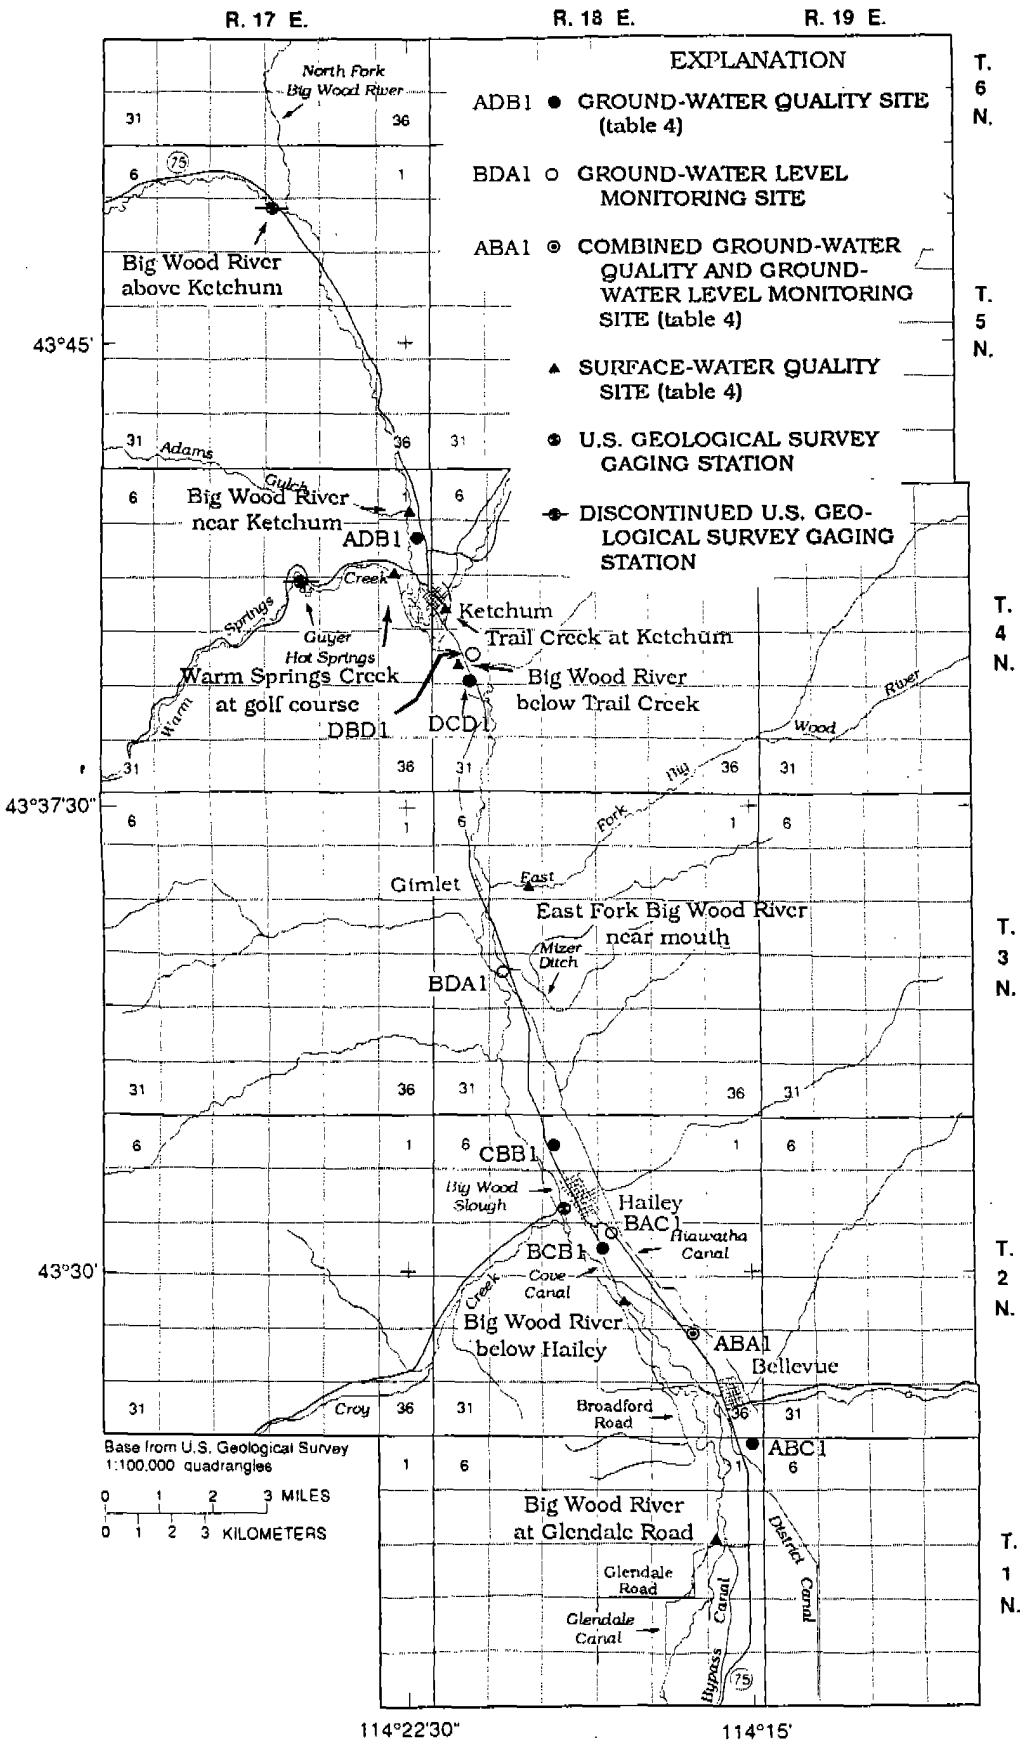 R. 17 E.
R. 18 E.
R. 19 E.
EXPLANATION
ADB1 ● GROUND-WATER QUALITY SITE
(table 4)
BDA1 ○ GROUND-WATER LEVEL
MONITORING SITE
ABA1 ◉ COMBINED GROUND-WATER
QUALITY AND GROUND-
WATER LEVEL MONITORING
SITE (table 4)
▲ SURFACE-WATER QUALITY
SITE (table 4)
U.S. GEOLOGICAL SURVEY
GAGING STATION
DISCONTINUED U.S. GEO-
LOGICAL SURVEY GAGING
STATION
T.
6
N.
T.
5
N.
T.
4
N.
T.
3
N.
T.
2
N.
T.
1
N.
North Fork
Big Wood River
31
36
6
75
1
Big Wood River
above Ketchum
43°45'
31
Adams
36
31
Gulch
6
1
6
Big Wood River
near Ketchum
ADB1
Creek
Springs
Warm
Guyer
Hot Springs
Ketchum
Trail Creek at Ketchum
Warm Springs Creek
at golf course
Big Wood River
below Trail Creek
DBD1
DCD1
River
Wood
Big
Fork
East
31
36
31
36
31
43°37'30"
6
1
6
1
6
Gimlet
East Fork Big Wood River
near mouth
Mizer
Ditch
BDA1
31
36
31
36
31
6
1
6
1
6
CBB1
Big Wood
Slough
Hailey
BAC1
Hiawatha
Canal
BCB1
Cove
Canal
43°30'
Creek
Big Wood River
below Hailey
ABA1
Bellevue
31
Croy
36
31
Broadford
Road
36
31
ABC1
1
6
1
6
Base from U.S. Geological Survey
1:100,000 quadrangles
0 1 2 3 MILES
0 1 2 3 KILOMETERS
Big Wood River
at Glendale Road
District
Canal
Glendale
Road
Glendale
Canal
Bypass
Canal
75
114°22'30"
114°15'